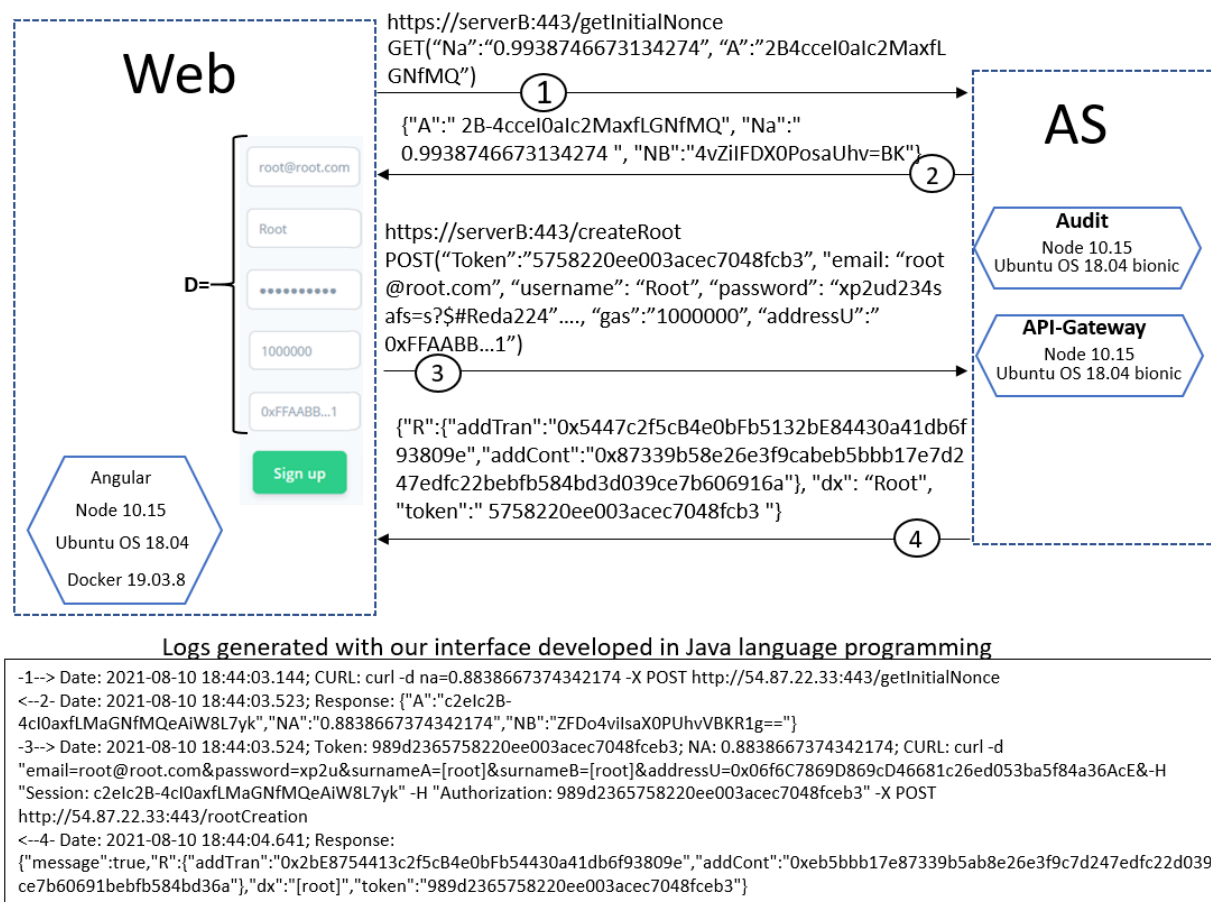 https://serverB:443/getInitialNonce
GET(“Na”:“0.9938746673134274”, “A”:”2B4cceI0aIc2MaxfL
GNfMQ”)
Web
1
AS
{"A":" 2B-4cceI0aIc2MaxfLGNfMQ", "Na":"
0.9938746673134274 ", "NB":"4vZiIFDX0PosaUhv=BK"}
2
root@root.com
Root
D=
••••••••••
1000000
0xFFAABB...1
Sign up
https://serverB:443/createRoot
POST(“Token”:”5758220ee003acec7048fcb3”, "email: “root
@root.com”, “username”: “Root”, “password”: “xp2ud234s
afs=s?$#Reda224”...., “gas”:”1000000”, “addressU”:”
0xFFAABB...1”)
3
Audit
Node 10.15
Ubuntu OS 18.04 bionic
API-Gateway
Node 10.15
Ubuntu OS 18.04 bionic
{"R":{"addTran":"0x5447c2f5cB4e0bFb5132bE84430a41db6f
93809e","addCont":"0x87339b58e26e3f9cabeb5bbb17e7d2
47edfc22bebfb584bd3d039ce7b606916a"}, "dx": “Root",
"token":" 5758220ee003acec7048fcb3 "}
4
Angular
Node 10.15
Ubuntu OS 18.04
Docker 19.03.8
Logs generated with our interface developed in Java language programming
-1--> Date: 2021-08-10 18:44:03.144; CURL: curl -d na=0.8838667374342174 -X POST http://54.87.22.33:443/getInitialNonce
<--2- Date: 2021-08-10 18:44:03.523; Response: {"A":"c2eIc2B-
4cI0axfLMaGNfMQeAiW8L7yk","NA":"0.8838667374342174","NB":"ZFDo4viIsaX0PUhvVBKR1g=="}
-3--> Date: 2021-08-10 18:44:03.524; Token: 989d2365758220ee003acec7048fceb3; NA: 0.8838667374342174; CURL: curl -d
"email=root@root.com&password=xp2u&surnameA=[root]&surnameB=[root]&addressU=0x06f6C7869D869cD46681c26ed053ba5f84a36AcE&-H
"Session: c2eIc2B-4cI0axfLMaGNfMQeAiW8L7yk" -H "Authorization: 989d2365758220ee003acec7048fceb3" -X POST
http://54.87.22.33:443/rootCreation
<--4- Date: 2021-08-10 18:44:04.641; Response:
{"message":true,"R":{"addTran":"0x2bE8754413c2f5cB4e0bFb54430a41db6f93809e","addCont":"0xeb5bbb17e87339b5ab8e26e3f9c7d247edfc22d039
ce7b60691bebfb584bd36a"},"dx":"[root]","token":"989d2365758220ee003acec7048fceb3"}